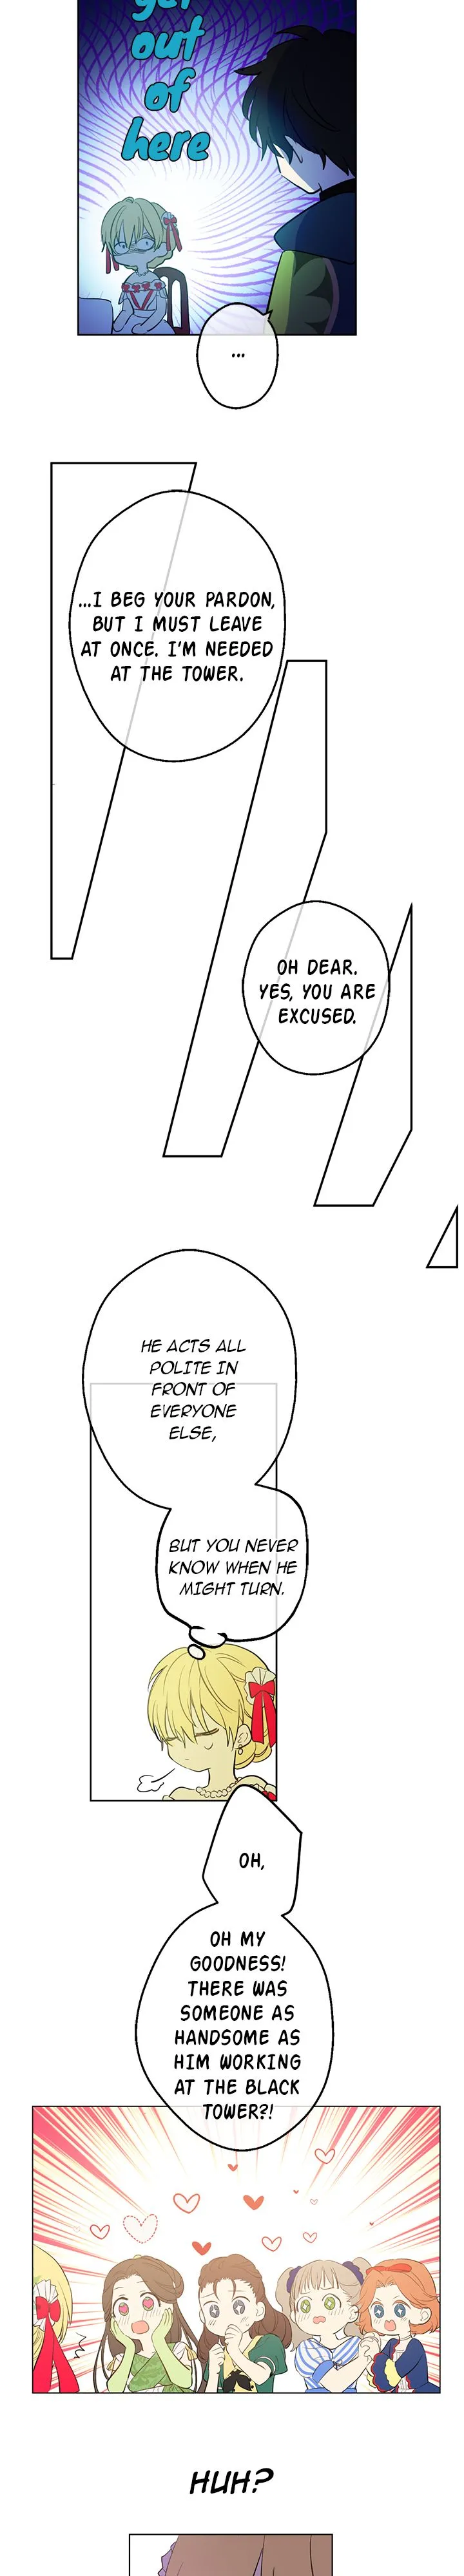 get
out
of
here
...
...I BEG YOUR PARDON,
BUT I MUST LEAVE
AT ONCE. I'M NEEDED
AT THE TOWER.
OH DEAR.
YES, YOU ARE
EXCUSED.
HE ACTS ALL
POLITE IN
FRONT OF
EVERYONE
ELSE,
BUT YOU NEVER
KNOW WHEN HE
MIGHT TURN.
OH,
OH MY
GOODNESS!
THERE WAS
SOMEONE AS
HANDSOME AS
HIM WORKING
AT THE BLACK
TOWER?!
HUH?